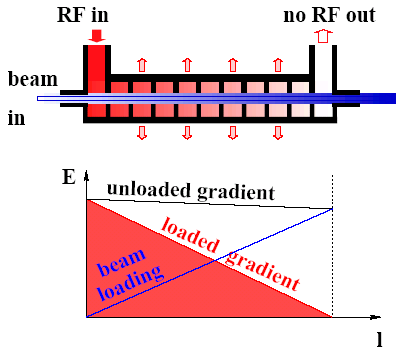 RF in
no RF out
beam
in
E
unloaded gradient
loaded gradient
beam
loading
l